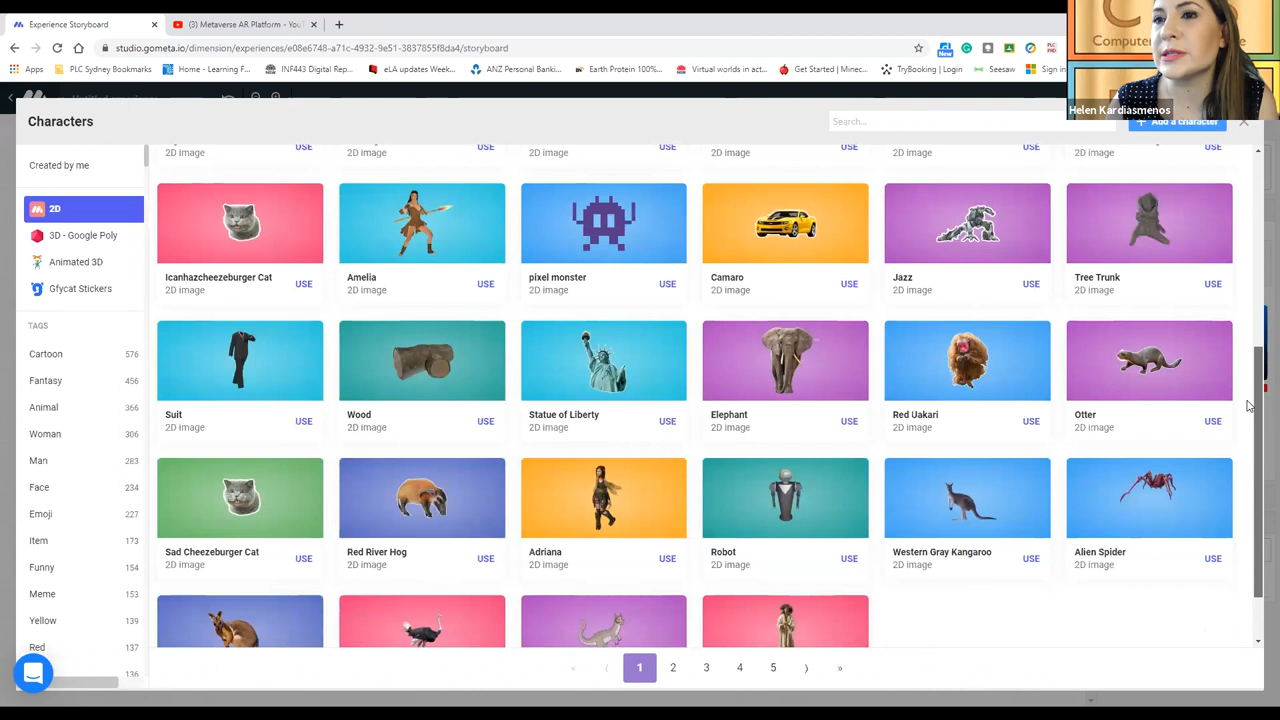 Experience Storyboard
(3) Metaverse AR Platform - You
studio.gometa.io/dimension/experiences/e08e6748-a71c-4932-9e51-3837855f8da4/storyboard
New
Apps
PLC Sydney Bookmarks
Home - Learning F...
INF443 Digital Rep...
eLA updates Week...
ANZ Personal Bank...
Earth Protein 100%...
Virtual worlds in act...
Get Started | Minec...
TryBooking | Login
Seesaw
Sign in
Helen Kardiasmenos
Characters
Search...
+ Add a character
Created by me
2D
3D - Google Poly
Animated 3D
Gfycat Stickers
TAGS
Cartoon 576
Fantasy 456
Animal 366
Woman 306
Man 283
Face 234
Emoji 227
Item 173
Funny 154
Meme 153
Yellow 139
Red 137
136
2D image USE
2D image USE
2D image USE
2D image USE
2D image USE
2D image USE
Icanhazcheezeburger Cat
2D image USE
Amelia
2D image USE
pixel monster
2D image USE
Camaro
2D image USE
Jazz
2D image USE
Tree Trunk
2D image USE
Suit
2D image USE
Wood
2D image USE
Statue of Liberty
2D image USE
Elephant
2D image USE
Red Uakari
2D image USE
Otter
2D image USE
Sad Cheezeburger Cat
2D image USE
Red River Hog
2D image USE
Adriana
2D image USE
Robot
2D image USE
Western Gray Kangaroo
2D image USE
Alien Spider
2D image USE
« ⟨ 1 2 3 4 5 ⟩ »